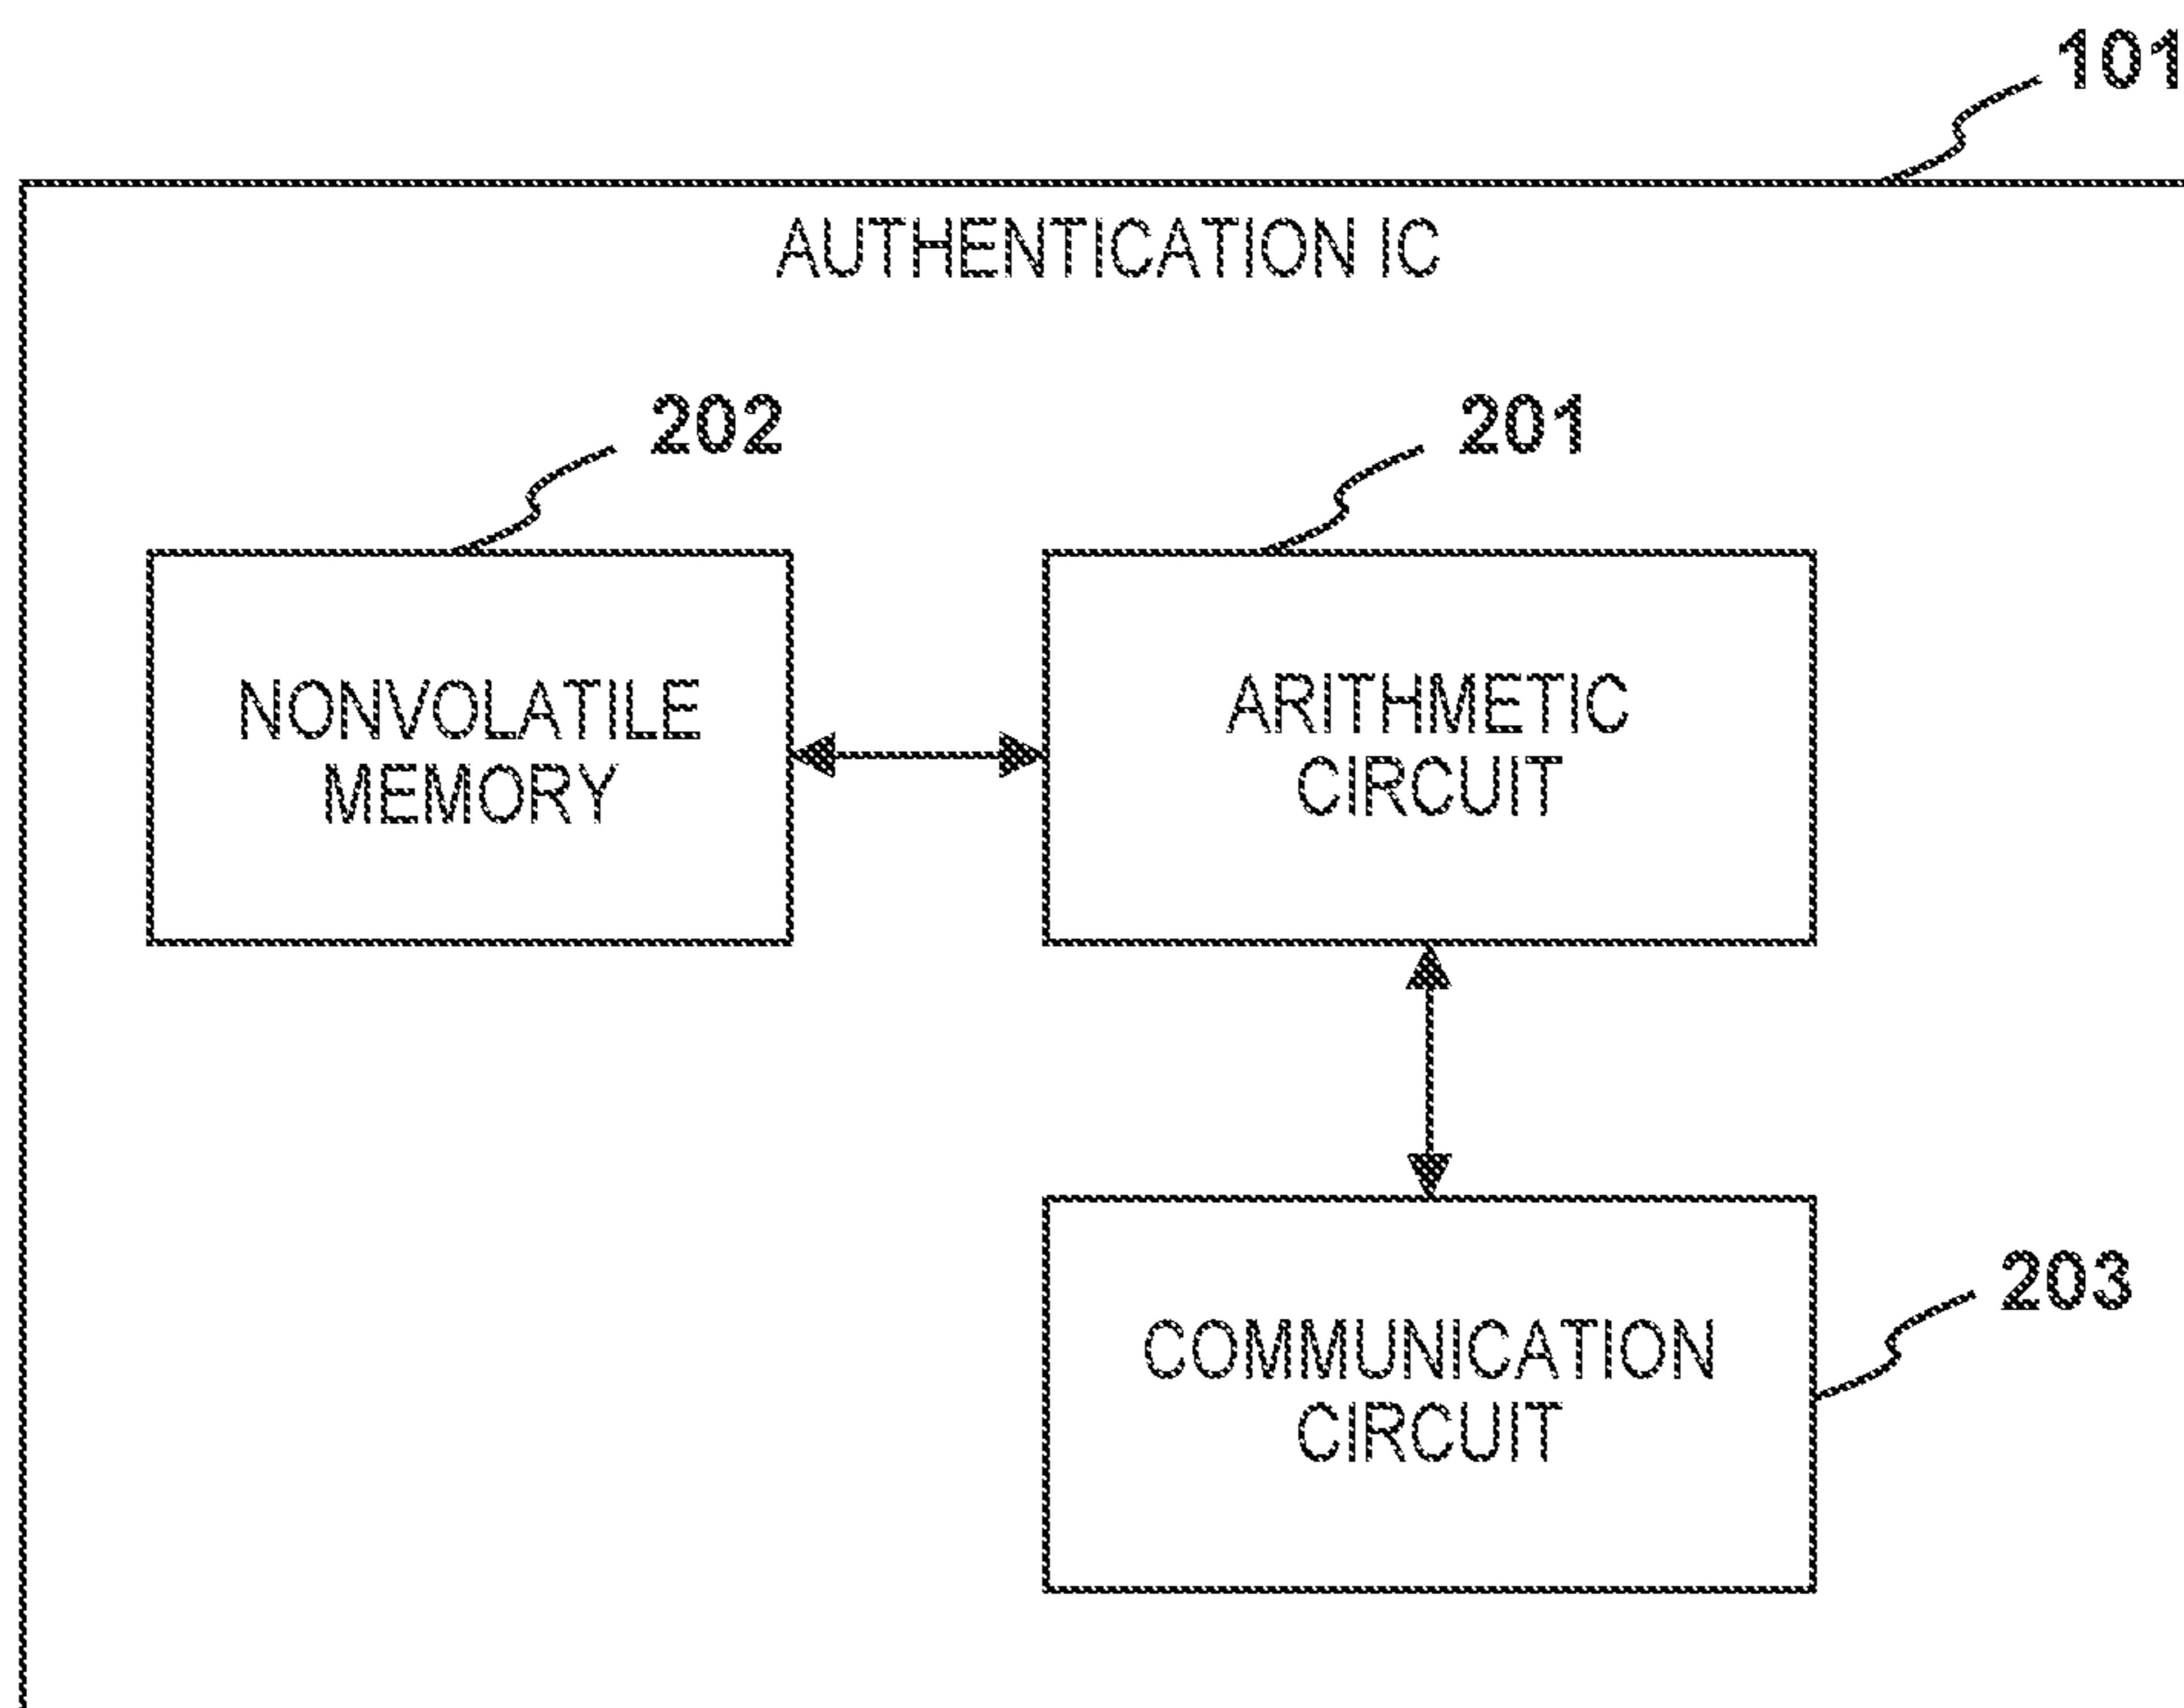 101
AUTHENTICATION IC
202
201
NONVOLATILE
MEMORY
ARITHMETIC
CIRCUIT
203
COMMUNICATION
CIRCUIT